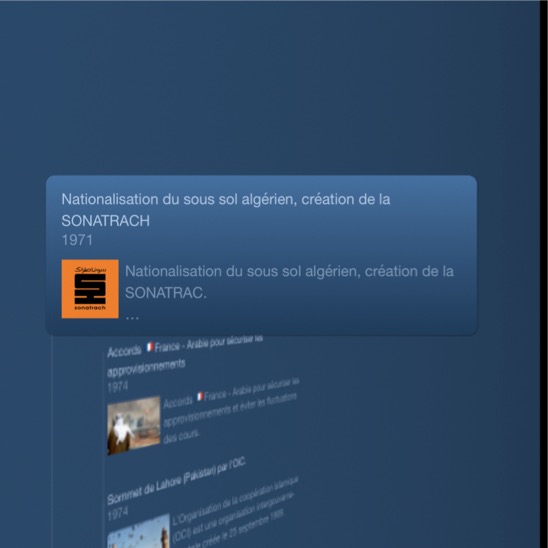 Nationalisation du sous sol algérien, création de la
SONATRACH
1971
Nationalisation du sous sol algérien, création de la
SONATRAC.
...
سوناطراك
sonatrach
Accords 🇫🇷 France - Arabie pour sécuriser les
approvisionnements
1974
Accords 🇫🇷 France - Arabie pour sécuriser les
approvisionnements et éviter les fluctuations
des cours.
Sommet de Lahore (Pakistan) par l'OIC.
1974
L'Organisation de la coopération islamique
(OCI) est une organisation intergouverne-
créée le 25 septembre 1969.